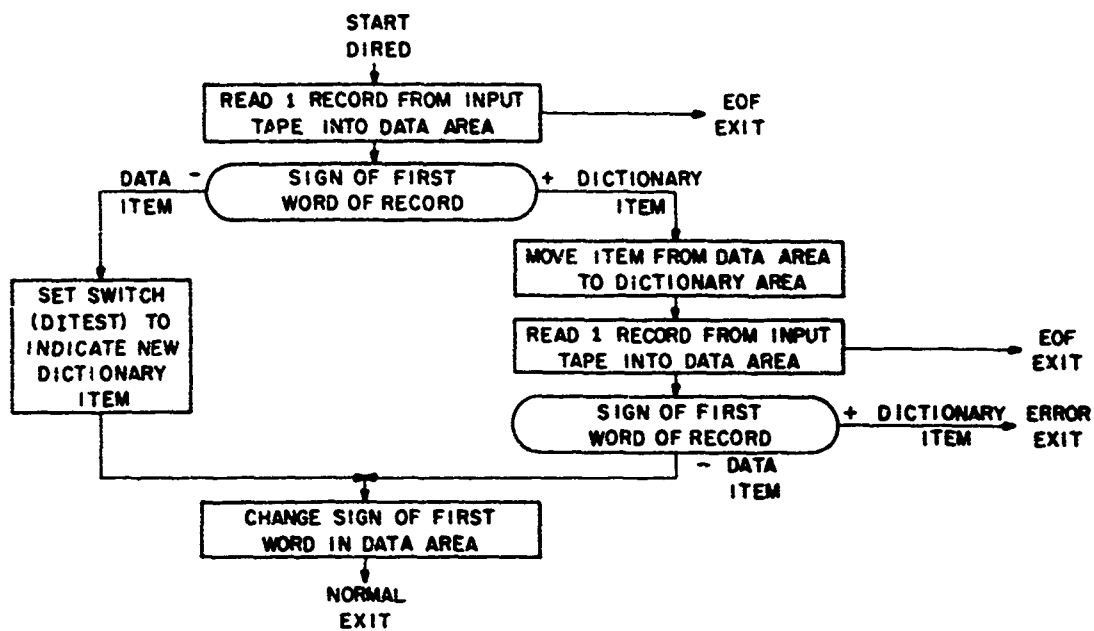 START
DIRED
READ 1 RECORD FROM INPUT
TAPE INTO DATA AREA
EOF
EXIT
DATA -
ITEM
SIGN OF FIRST
WORD OF RECORD
+ DICTIONARY
ITEM
MOVE ITEM FROM DATA AREA
TO DICTIONARY AREA
SET SWITCH
(DITEST) TO
INDICATE NEW
DICTIONARY
ITEM
READ 1 RECORD FROM INPUT
TAPE INTO DATA AREA
EOF
EXIT
SIGN OF FIRST
WORD OF RECORD
+ DICTIONARY
ITEM
ERROR
EXIT
- DATA
ITEM
CHANGE SIGN OF FIRST
WORD IN DATA AREA
NORMAL
EXIT